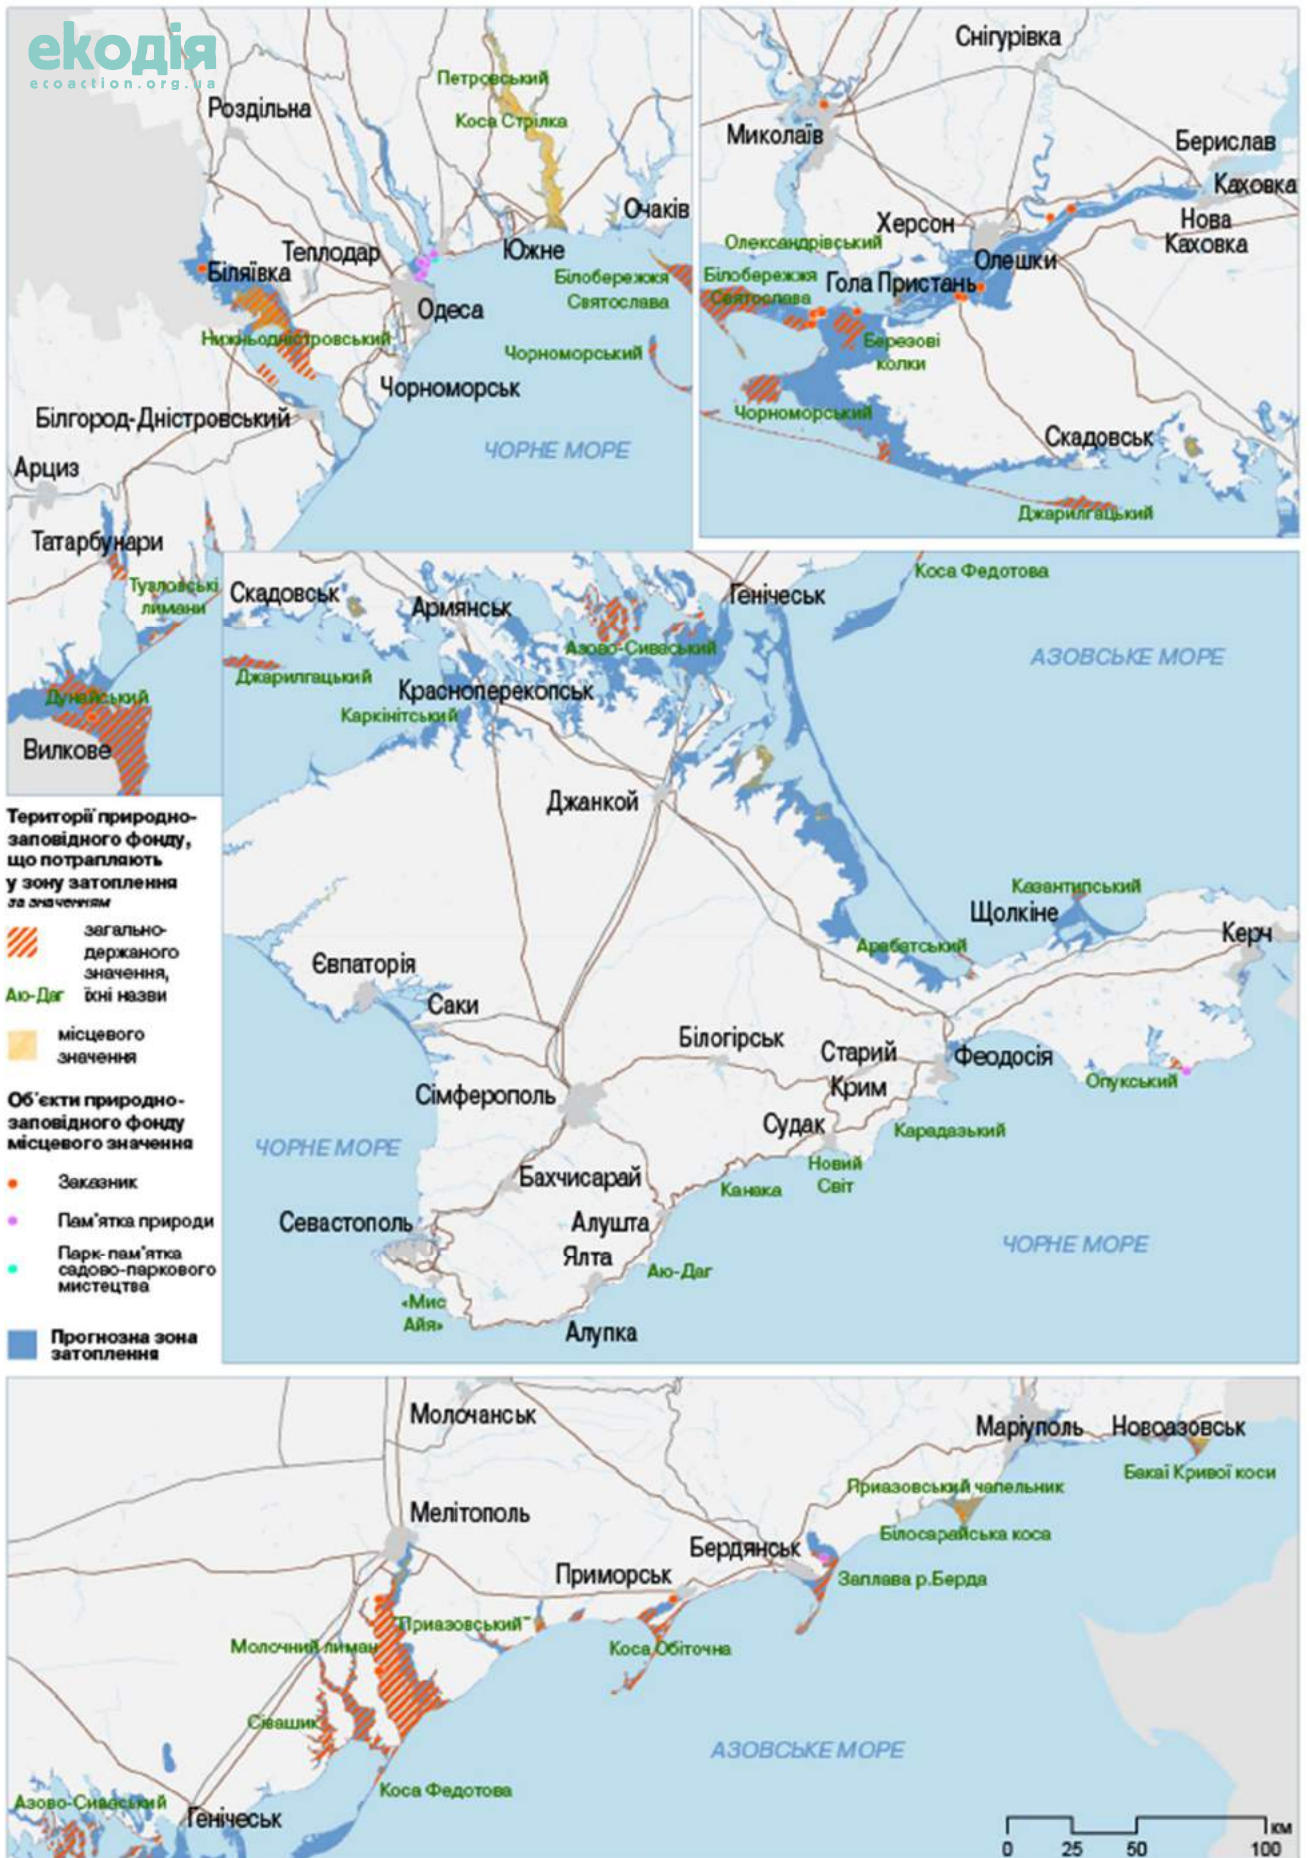 екодія
ecoaction.org.ua
Роздільна
Петровський
Коса Стрілка
Очаків
Теплодар
Южне
Біляївка
Білобережжя
Святослава
Одеса
Нижньодністровський
Чорноморський
Чорноморськ
Білгород-Дністровський
ЧОРНЕ МОРЕ
Арциз
Татарбунари
Тузловські
лимани
Дунайський
Вилкове
Снігурівка
Миколаїв
Берислав
Каховка
Херсон
Нова
Каховка
Олександрівський
Олешки
Білобережжя
Святослава
Гола Пристань
Березові
колки
Чорноморський
Скадовськ
Джарилгацький
Скадовськ
Армянськ
Генічеськ
Коса Федотова
Азово-Сиваський
АЗОВСЬКЕ МОРЕ
Джарилгацький
Красноперекопськ
Каркінітський
Джанкой
Казантипський
Щолкіне
Керч
Арабатський
Євпаторія
Саки
Білогірськ
Старий
Крим
Феодосія
Опукський
Сімферополь
Судак
Карадазький
ЧОРНЕ МОРЕ
Новий
Світ
Канака
Бахчисарай
Севастополь
Алушта
Ялта
Аю-Даг
ЧОРНЕ МОРЕ
«Мис
Айя»
Алупка
Території природно-
заповідного фонду,
що потрапляють
у зону затоплення
за значенням
загально-
держаного
значення,
Аю-Даг їхні назви
місцевого
значення
Об'єкти природно-
заповідного фонду
місцевого значення
Заказник
Пам'ятка природи
Парк-пам'ятка
садово-паркового
мистецтва
Прогнозна зона
затоплення
Молочанськ
Маріуполь
Новоазовськ
Бакаї Кривої коси
Приазовський чапельник
Мелітополь
Білосарайська коса
Бердянськ
Приморськ
Заплава р.Берда
"Приазовський"
Молочний лиман
Коса Обіточна
Сівашик
АЗОВСЬКЕ МОРЕ
Коса Федотова
Азово-Сиваський
Генічеськ
км
0 25 50 100